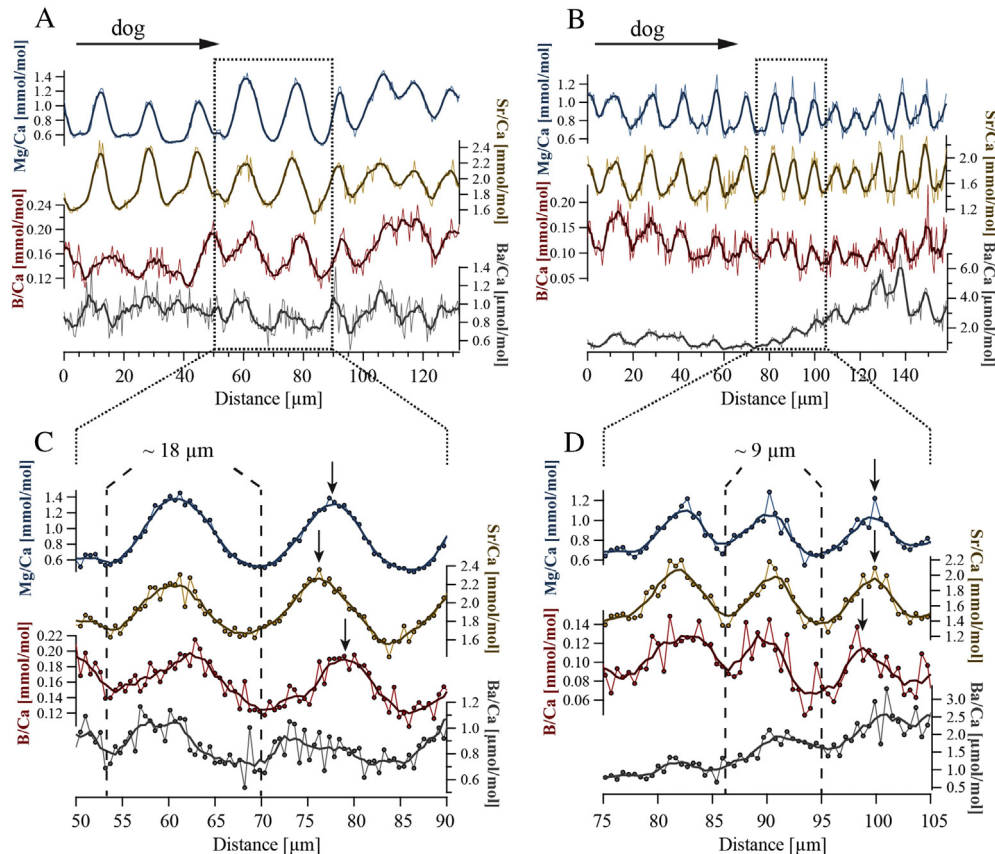 A
dog
Mg/Ca [mmol/mol]
1.4
1.0
0.6
Sr/Ca [mmol/mol]
2.4
2.2
2.0
1.8
1.6
B/Ca [mmol/mol]
0.24
0.20
0.16
0.12
Ba/Ca [μmol/mol]
1.4
1.2
1.0
0.8
0.6
0 20 40 60 80 100 120
Distance [μm]
B
dog
Mg/Ca [mmol/mol]
1.2
1.0
0.8
0.6
Sr/Ca [mmol/mol]
2.0
1.6
1.2
B/Ca [mmol/mol]
0.20
0.15
0.10
0.05
Ba/Ca [μmol/mol]
6.0
4.0
2.0
0 20 40 60 80 100 120 140
Distance [μm]
C
~ 18 μm
Mg/Ca [mmol/mol]
1.4
1.2
1.0
0.8
0.6
Sr/Ca [mmol/mol]
2.4
2.2
2.0
1.8
1.6
B/Ca [mmol/mol]
0.22
0.20
0.18
0.16
0.14
0.12
Ba/Ca [μmol/mol]
1.2
1.0
0.8
0.6
50 55 60 65 70 75 80 85 90
Distance [μm]
D
~ 9 μm
Mg/Ca [mmol/mol]
1.2
1.0
0.8
0.6
Sr/Ca [mmol/mol]
2.2
2.0
1.8
1.6
1.4
1.2
B/Ca [mmol/mol]
0.14
0.12
0.10
0.08
0.06
Ba/Ca [μmol/mol]
3.0
2.5
2.0
1.5
1.0
0.5
75 80 85 90 95 100 105
Distance [μm]